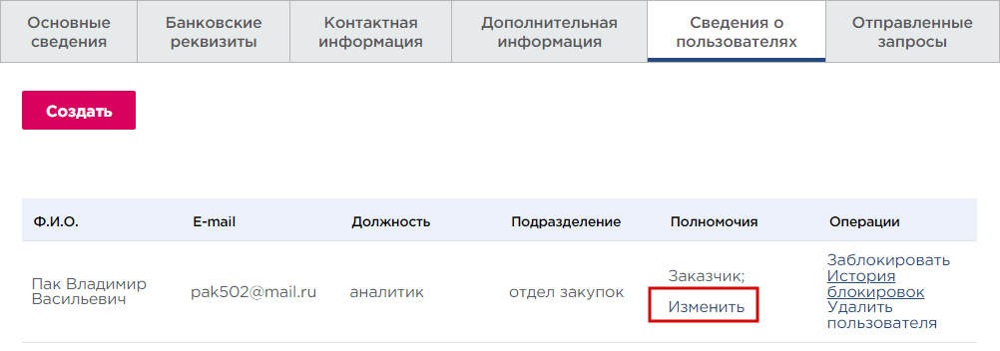 Основные
сведения
Банковские
реквизиты
Контактная
информация
Дополнительная
информация
Сведения о
пользователях
Отправленные
запросы
Создать
Ф.И.О.
E-mail
Должность
Подразделение
Полномочия
Операции
Пак Владимир
Васильевич
pak502@mail.ru
аналитик
отдел закупок
Заказчик;
Изменить
Заблокировать
История
блокировок
Удалить
пользователя